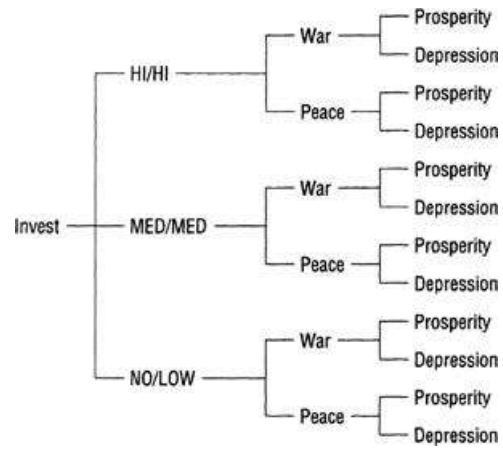 Prosperity
War
Depression
HI/HI
Prosperity
Peace
Depression
Prosperity
War
Depression
Invest
MED/MED
Prosperity
Peace
Depression
Prosperity
War
Depression
NO/LOW
Prosperity
Peace
Depression